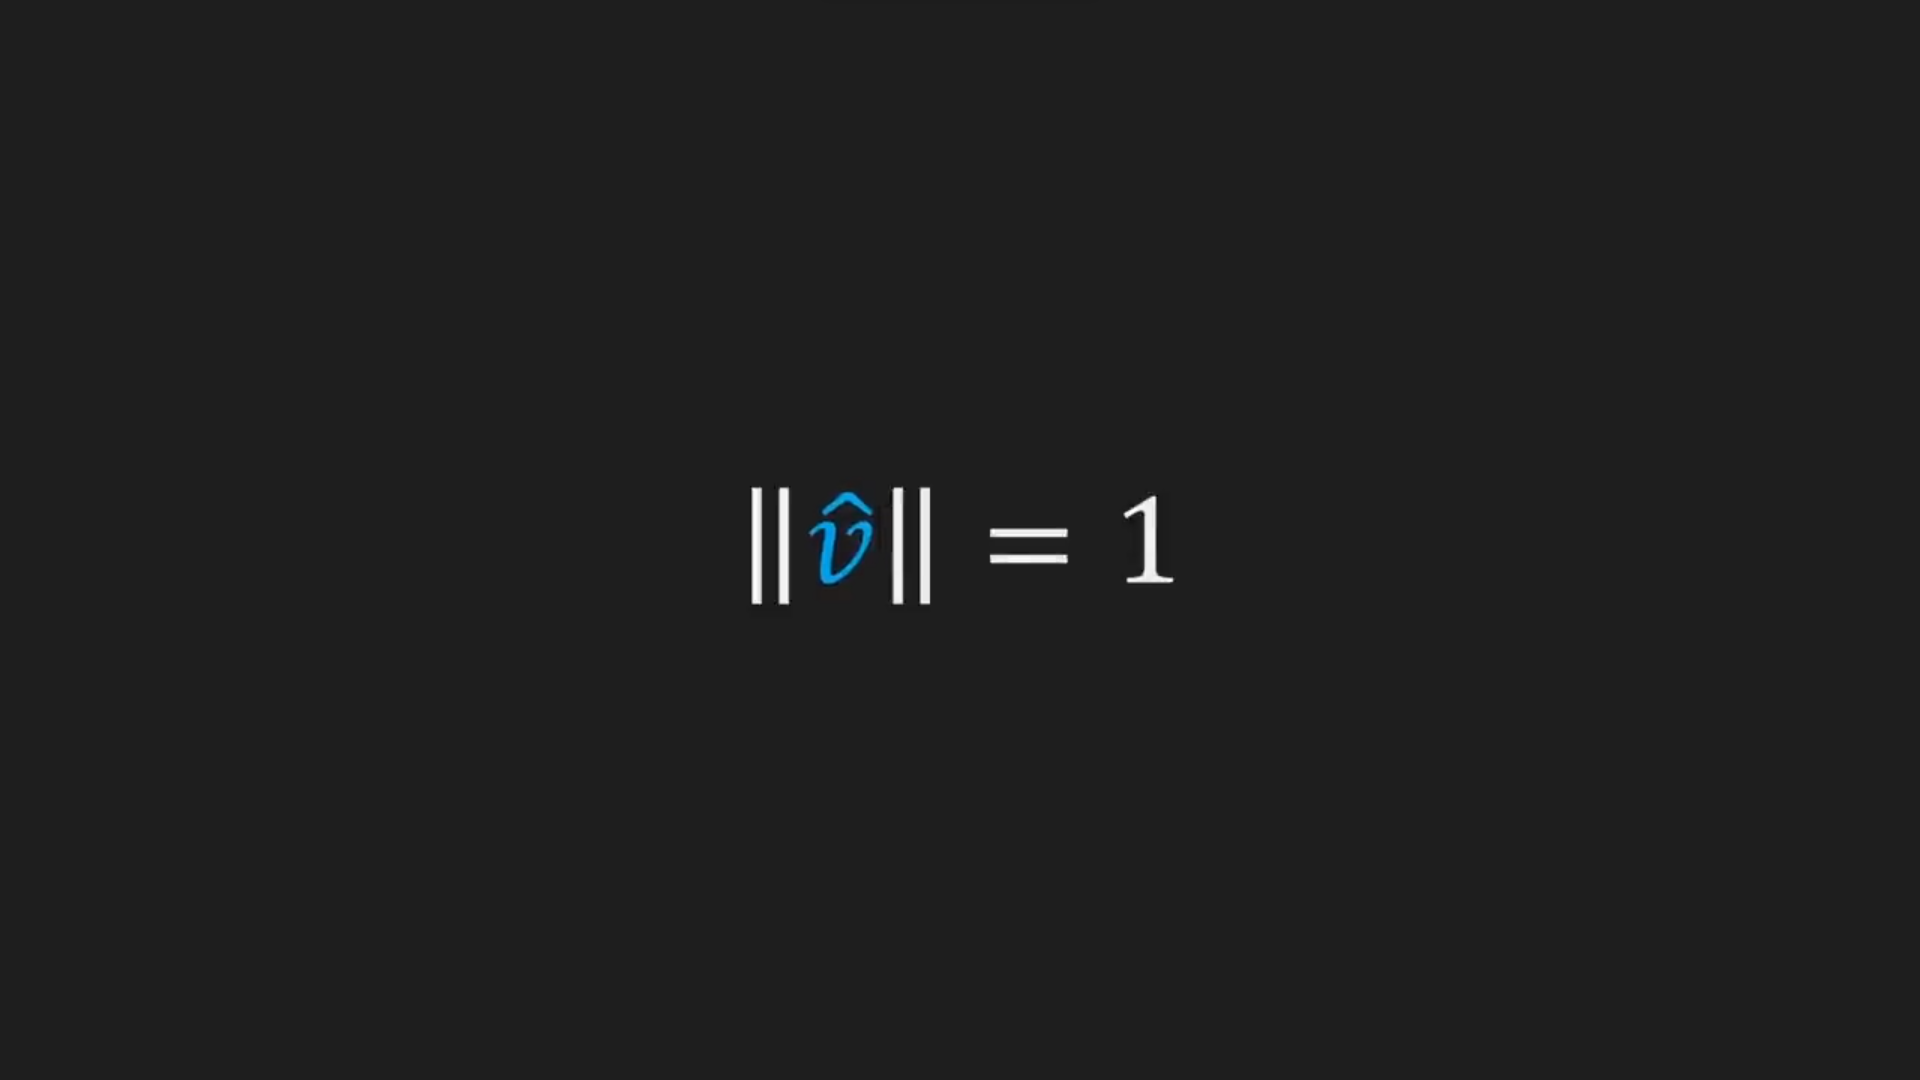 ‖v̂‖ = 1